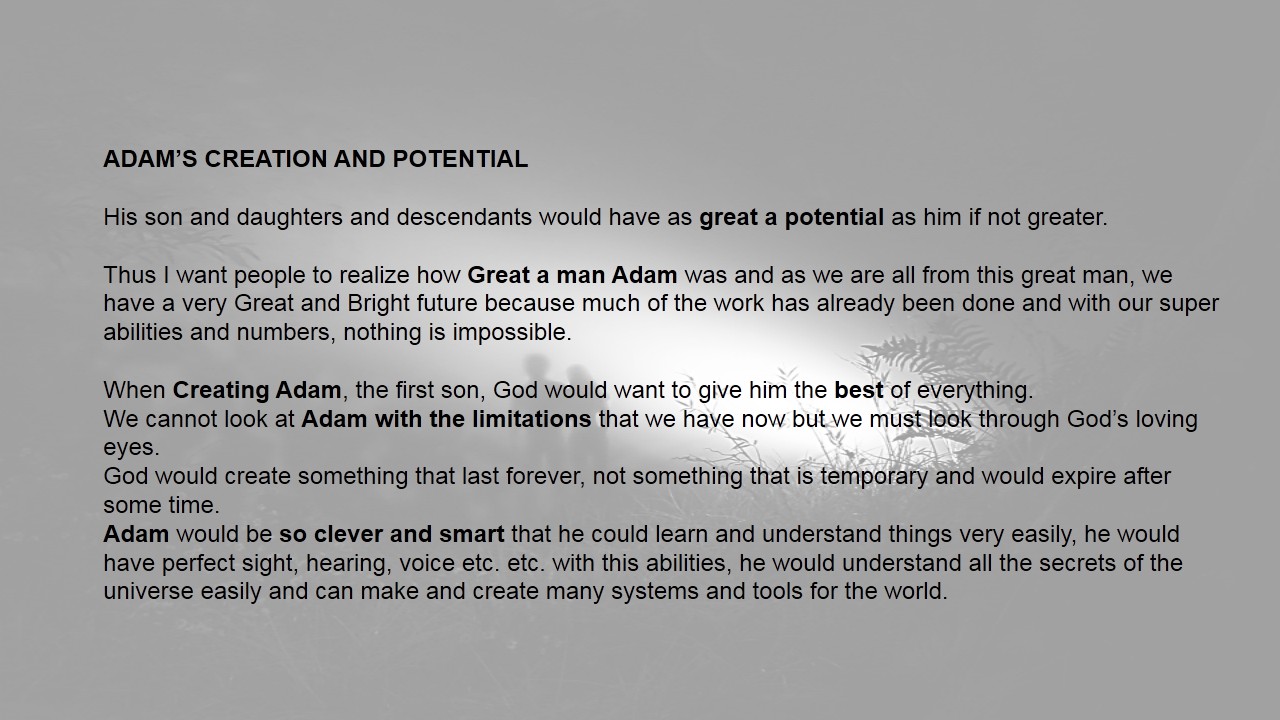 ADAM’S CREATION AND POTENTIAL
His son and daughters and descendants would have as great a potential as him if not greater.
Thus I want people to realize how Great a man Adam was and as we are all from this great man, we
have a very Great and Bright future because much of the work has already been done and with our super
abilities and numbers, nothing is impossible.
When Creating Adam, the first son, God would want to give him the best of everything.
We cannot look at Adam with the limitations that we have now but we must look through God’s loving
eyes.
God would create something that last forever, not something that is temporary and would expire after
some time.
Adam would be so clever and smart that he could learn and understand things very easily, he would
have perfect sight, hearing, voice etc. etc. with this abilities, he would understand all the secrets of the
universe easily and can make and create many systems and tools for the world.